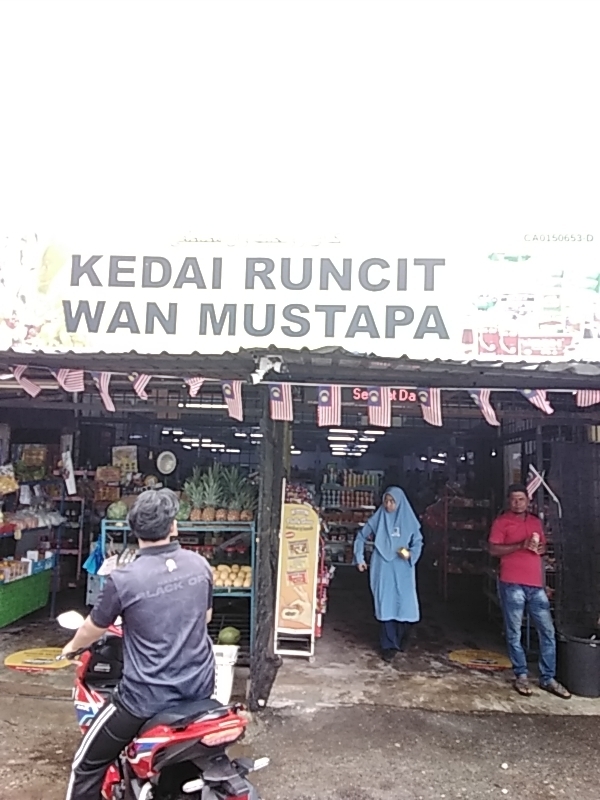 CA0150653-D
KEDAI RUNCIT
WAN MUSTAPA
BLACK OPS